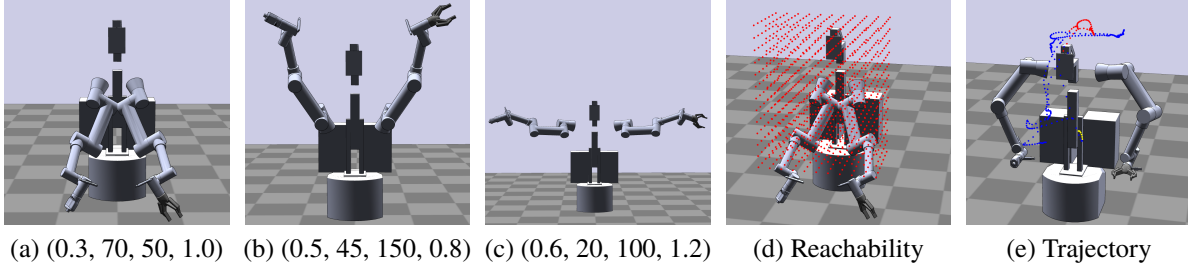 (a) (0.3, 70, 50, 1.0)
(b) (0.5, 45, 150, 0.8)
(c) (0.6, 20, 100, 1.2)
(d) Reachability
(e) Trajectory